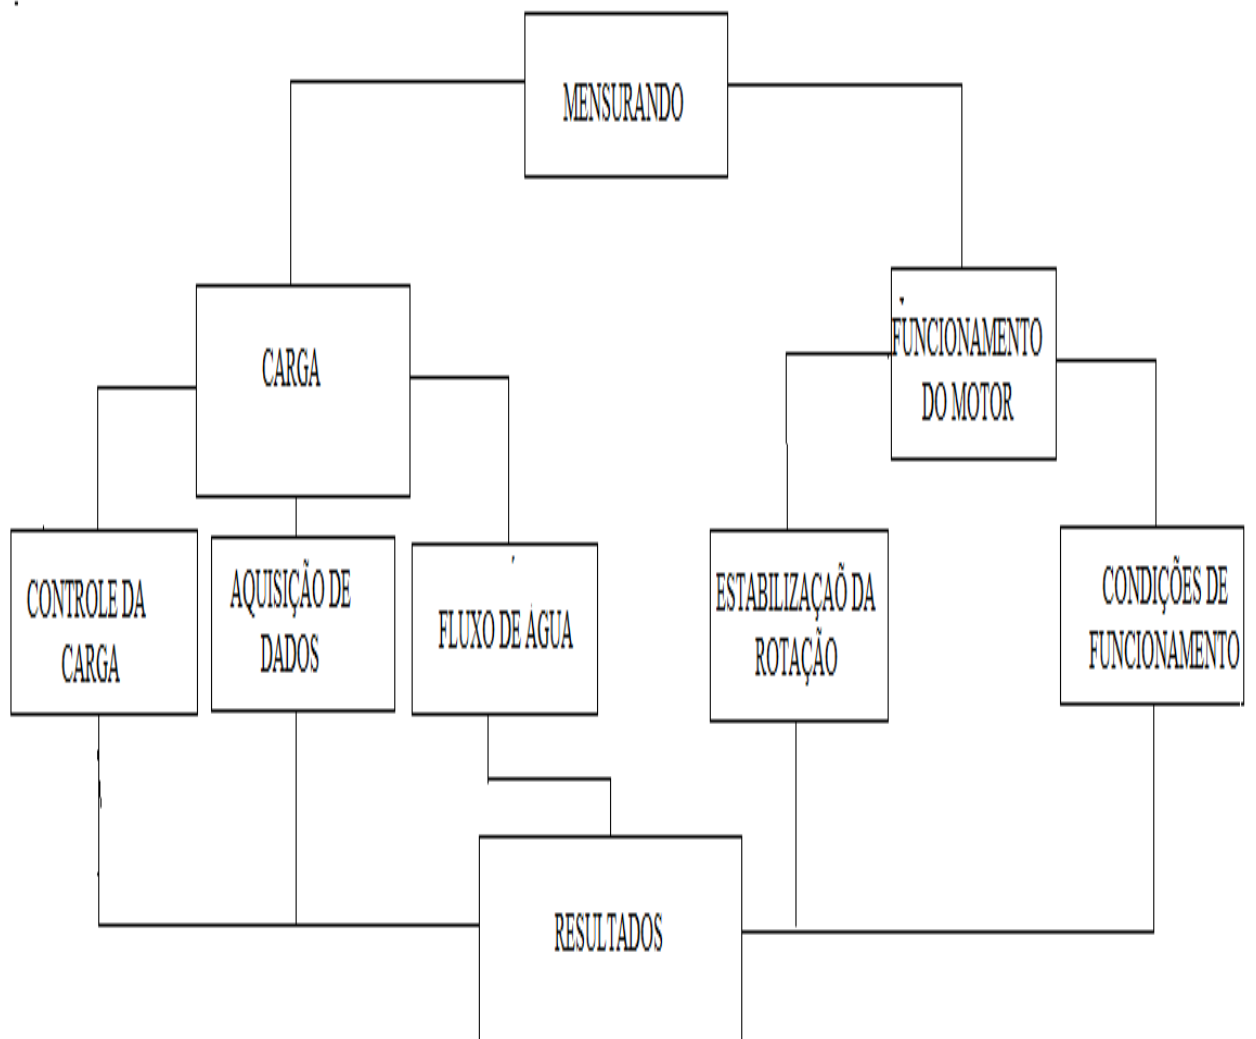 MENSURANDO
CARGA
FUNCIONAMENTO
DO MOTOR
CONTROLE DA
CARGA
AQUISIÇÃO DE
DADOS
FLUXO DE ÁGUA
ESTABILIZAÇAÕ DA
ROTAÇÃO
CONDIÇÕES DE
FUNCIONAMENTO
RESULTADOS